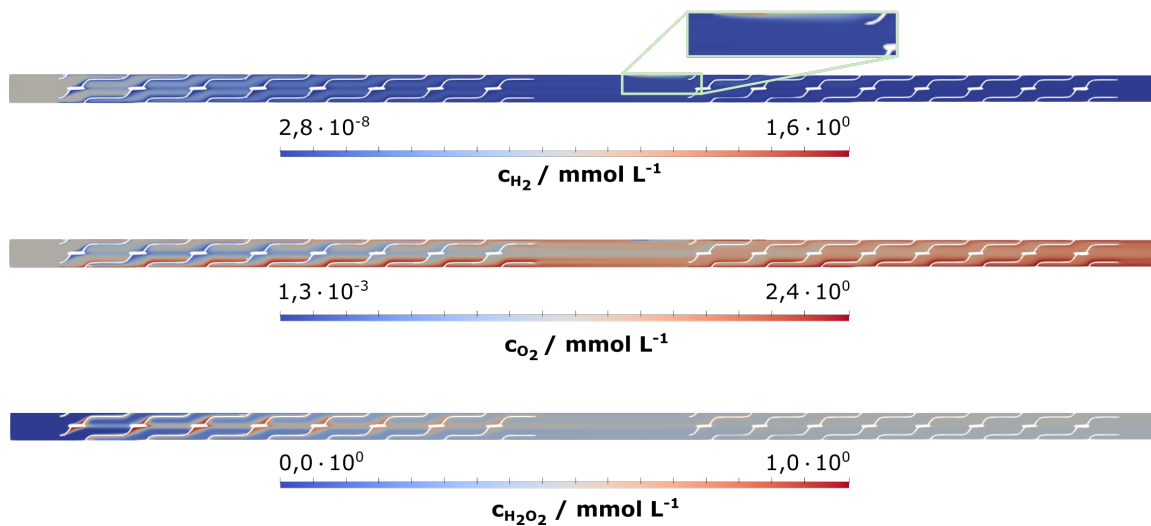 2,8 · 10⁻⁸ 1,6 · 10⁰
c_H₂ / mmol L⁻¹
1,3 · 10⁻³ 2,4 · 10⁰
c_O₂ / mmol L⁻¹
0,0 · 10⁰ 1,0 · 10⁰
c_H₂O₂ / mmol L⁻¹